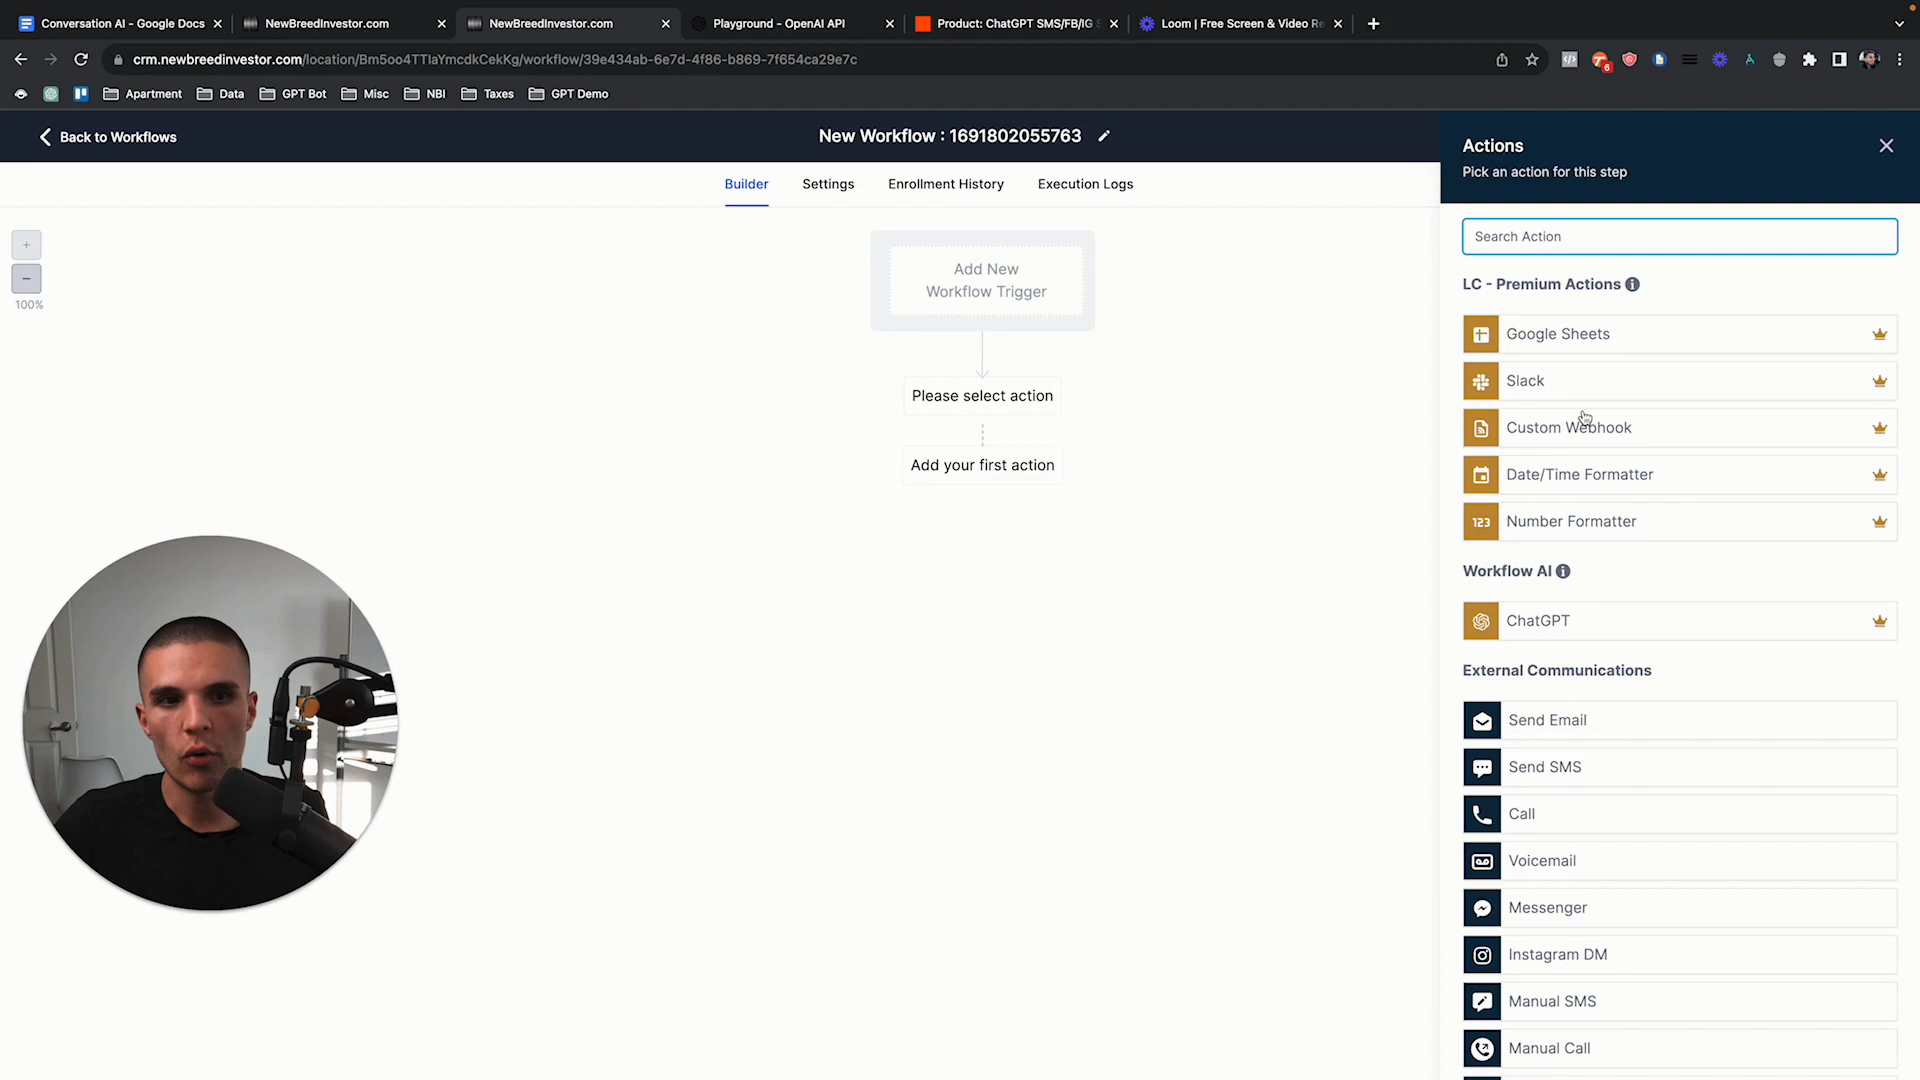 Conversation AI - Google Docs
NewBreedInvestor.com
NewBreedInvestor.com
Playground - OpenAI API
Product: ChatGPT SMS/FB/IG S
Loom | Free Screen & Video Re
crm.newbreedinvestor.com/location/Bm5oo4TTlaYmcdkCekKg/workflow/39e434ab-6e7d-4f86-b869-7f654ca29e7c
6
Apartment
Data
GPT Bot
Misc
NBI
Taxes
GPT Demo
Back to Workflows
New Workflow : 1691802055763
Builder
Settings
Enrollment History
Execution Logs
+
−
100%
Add New
Workflow Trigger
Please select action
Add your first action
Actions
Pick an action for this step
Search Action
LC - Premium Actions
Google Sheets
Slack
Custom Webhook
Date/Time Formatter
123 Number Formatter
Workflow AI
ChatGPT
External Communications
Send Email
Send SMS
Call
Voicemail
Messenger
Instagram DM
Manual SMS
Manual Call